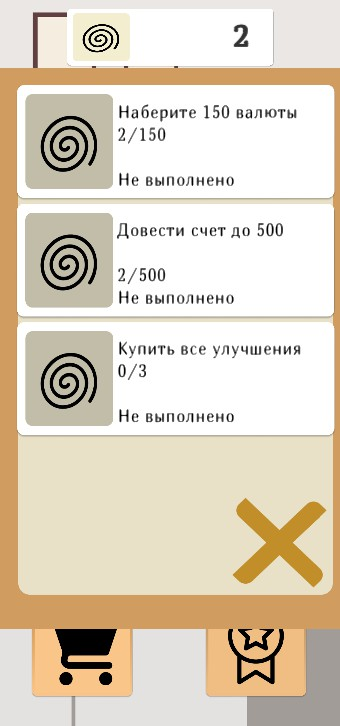 2
Наберите 150 валюты
2/150
Не выполнено
Довести счет до 500
2/500
Не выполнено
Купить все улучшения
0/3
Не выполнено